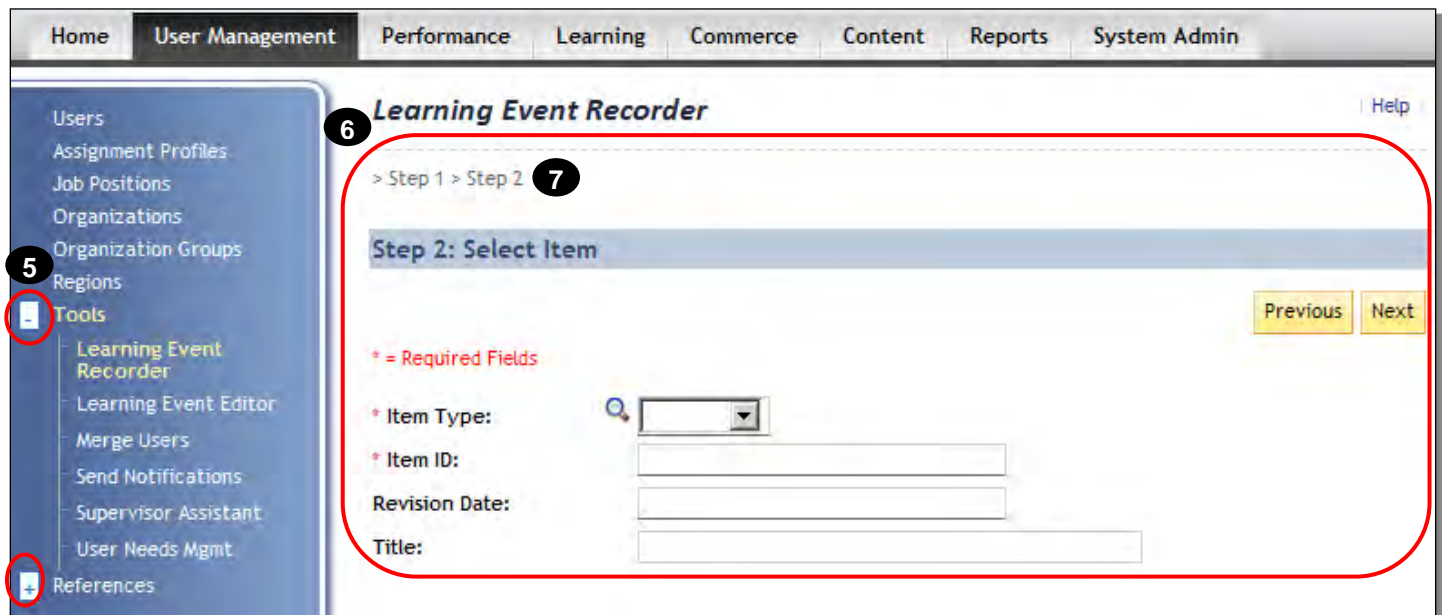 Home User Management Performance Learning Commerce Content Reports System Admin
Users
Assignment Profiles
Job Positions
Organizations
Organization Groups
5
Regions
- Tools
Learning Event
Recorder
Learning Event Editor
Merge Users
Send Notifications
Supervisor Assistant
User Needs Mgmt
+ References
6
Learning Event Recorder
Help
> Step 1 > Step 2
7
Step 2: Select Item
Previous Next
* = Required Fields
* Item Type:
* Item ID:
Revision Date:
Title: